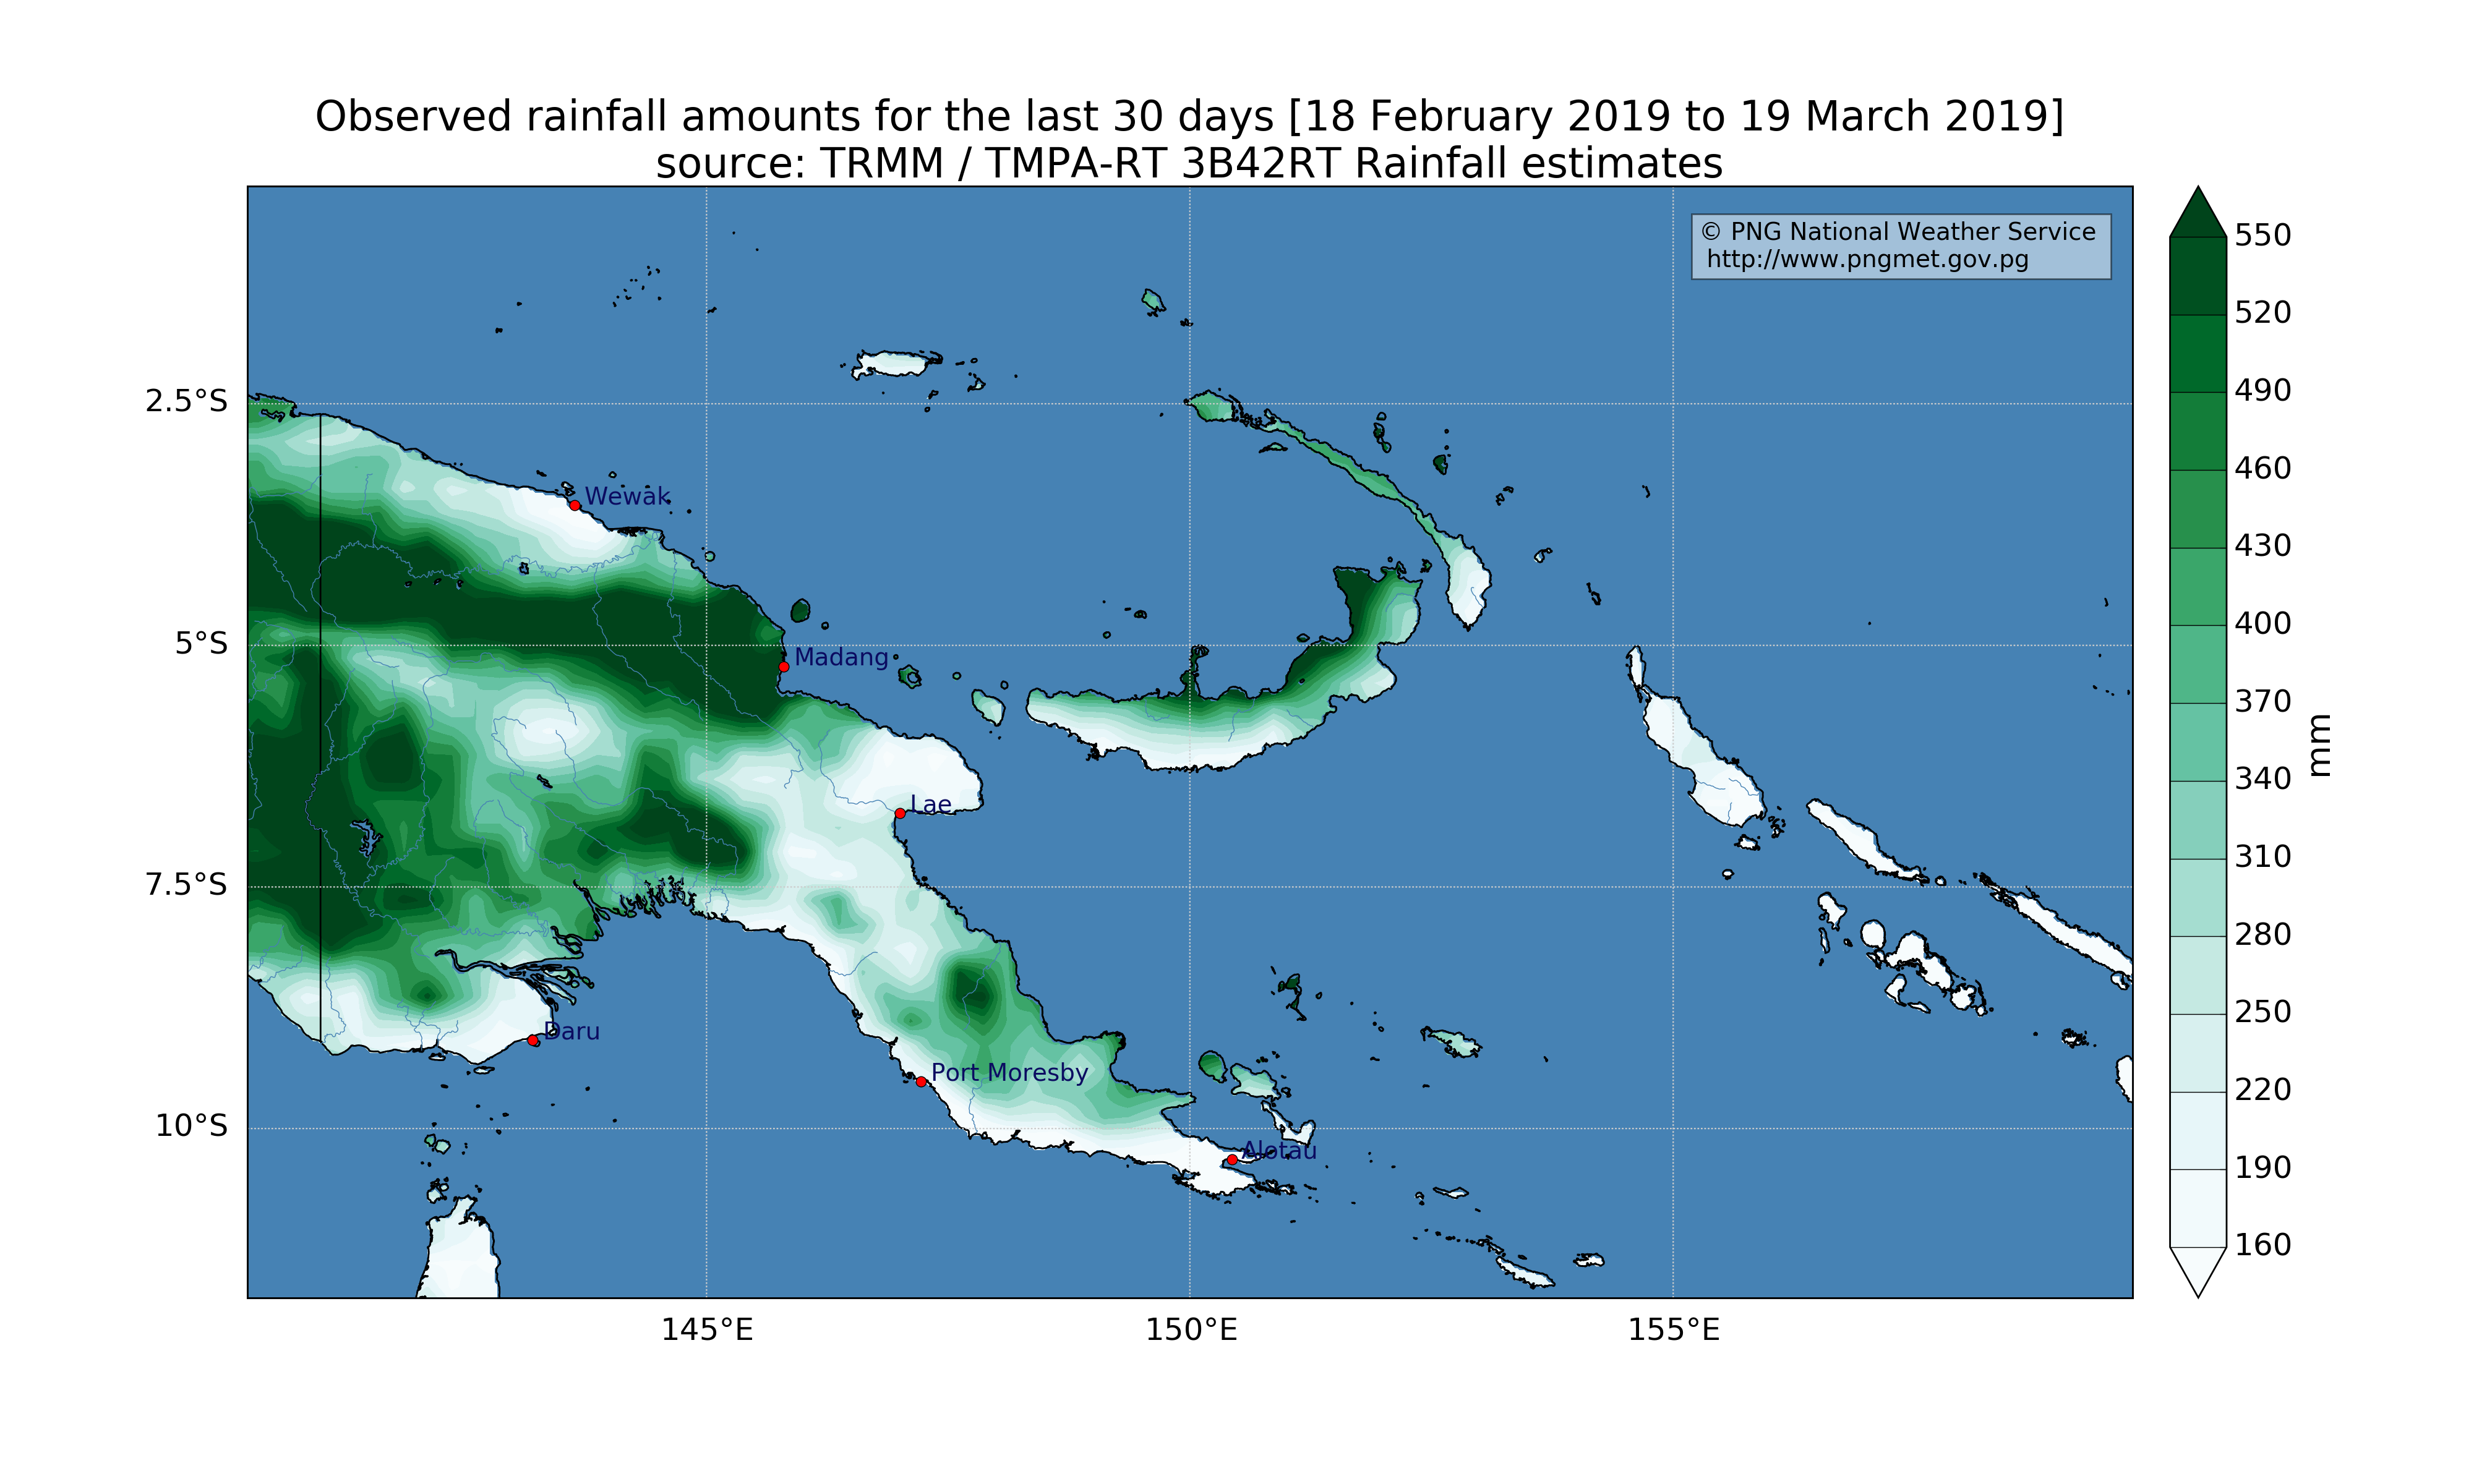 Observed rainfall amounts for the last 30 days [18 February 2019 to 19 March 2019]
source: TRMM / TMPA-RT 3B42RT Rainfall estimates
© PNG National Weather Service
http://www.pngmet.gov.pg
550
520
490
460
430
400
370
340
310
280
250
220
190
160
mm
2.5°S
5°S
7.5°S
10°S
Wewak
Madang
Lae
Daru
Port Moresby
Alotau
145°E
150°E
155°E